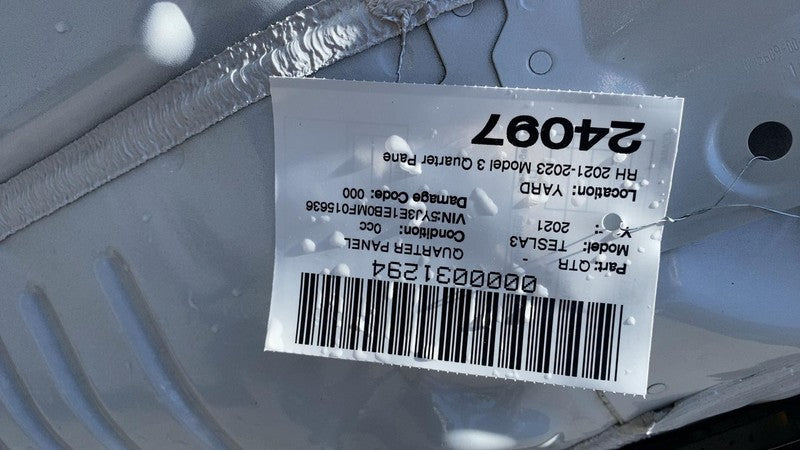 0000031294
Part: QTR - QUARTER PANEL
Model: TESLA3 Condition: 0cc
Y.: 2021 VIN:5YJ3E1EB0MF015636
Location: YARD Damage Code: 000
RH 2021-2023 Model 3 Quarter Pane
24097